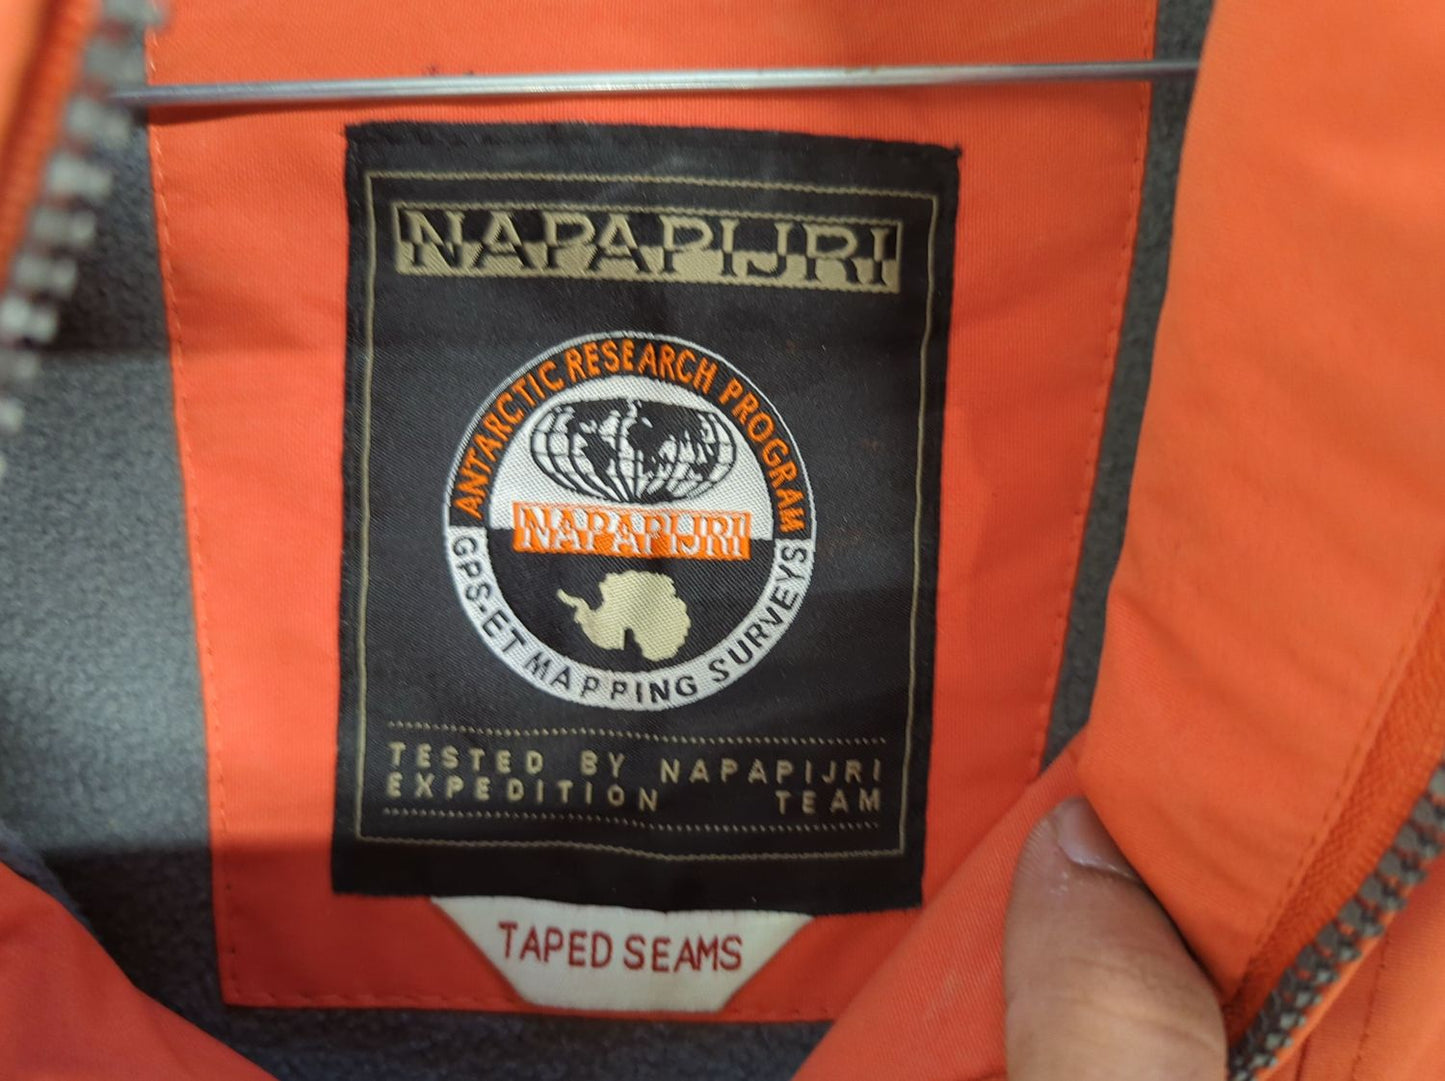 NAPAPIJRI
ANTARCTIC RESEARCH PROGRAM
NAPAPIJRI
GPS-ET MAPPING SURVEYS
TESTED BY NAPAPIJRI
EXPEDITION TEAM
TAPED SEAMS